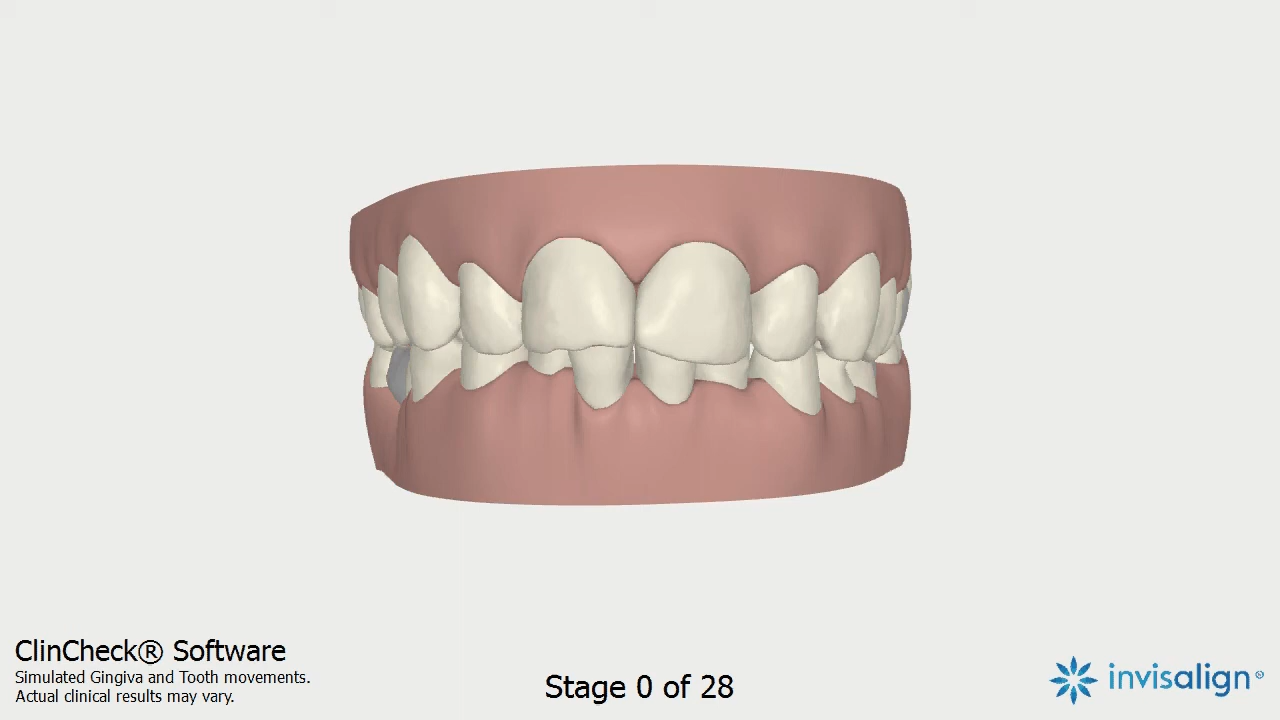 ClinCheck® Software
Simulated Gingiva and Tooth movements.
Actual clinical results may vary.
Stage 0 of 28
invisalign®